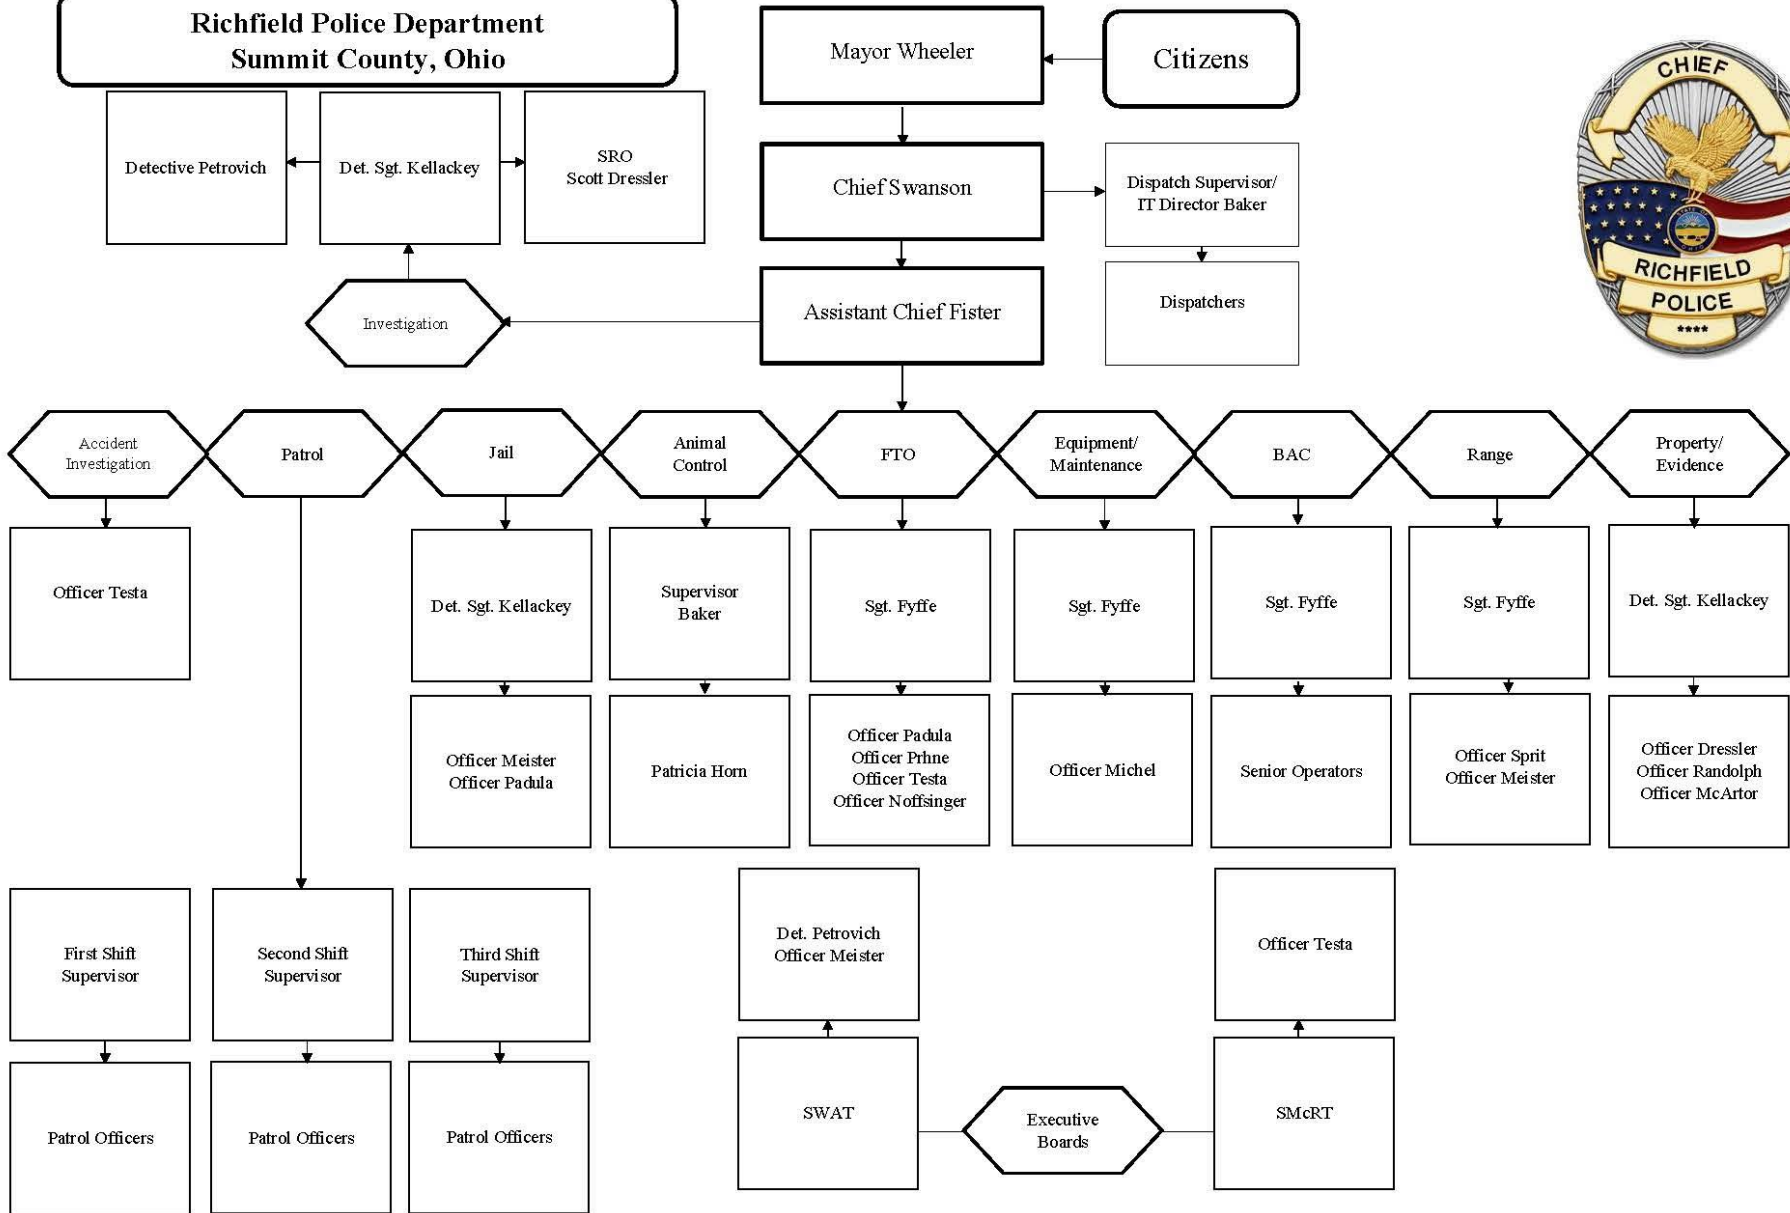 Richfield Police Department
Summit County, Ohio
Mayor Wheeler
Citizens
CHIEF
RICHFIELD
POLICE
****
Detective Petrovich
Det. Sgt. Kellackey
SRO
Scott Dressler
Chief Swanson
Dispatch Supervisor/
IT Director Baker
Investigation
Assistant Chief Fister
Dispatchers
Accident
Investigation
Patrol
Jail
Animal
Control
FTO
Equipment/
Maintenance
BAC
Range
Property/
Evidence
Officer Testa
Det. Sgt. Kellackey
Supervisor
Baker
Sgt. Fyffe
Sgt. Fyffe
Sgt. Fyffe
Sgt. Fyffe
Det. Sgt. Kellackey
Officer Meister
Officer Padula
Patricia Horn
Officer Padula
Officer Prhne
Officer Testa
Officer Noffsinger
Officer Michel
Senior Operators
Officer Sprit
Officer Meister
Officer Dressler
Officer Randolph
Officer McArtor
First Shift
Supervisor
Second Shift
Supervisor
Third Shift
Supervisor
Det. Petrovich
Officer Meister
Officer Testa
Patrol Officers
Patrol Officers
Patrol Officers
SWAT
Executive
Boards
SMcRT